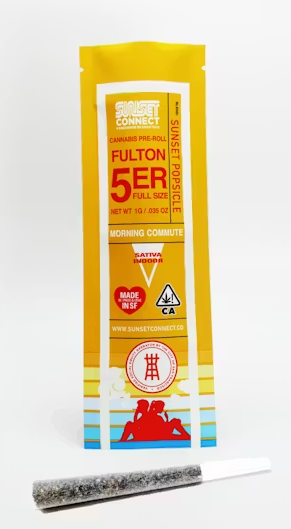 SUNSET
CONNECT
CANNABIS PRE-ROLL
FULTON
5ER
FULL SIZE
NET WT 1G / .035 OZ
SUNSET POPSICLE
MORNING COMMUTE
SATIVA
INDOOR
MADE
IN SF
CA
WWW.SUNSETCONNECT.CO